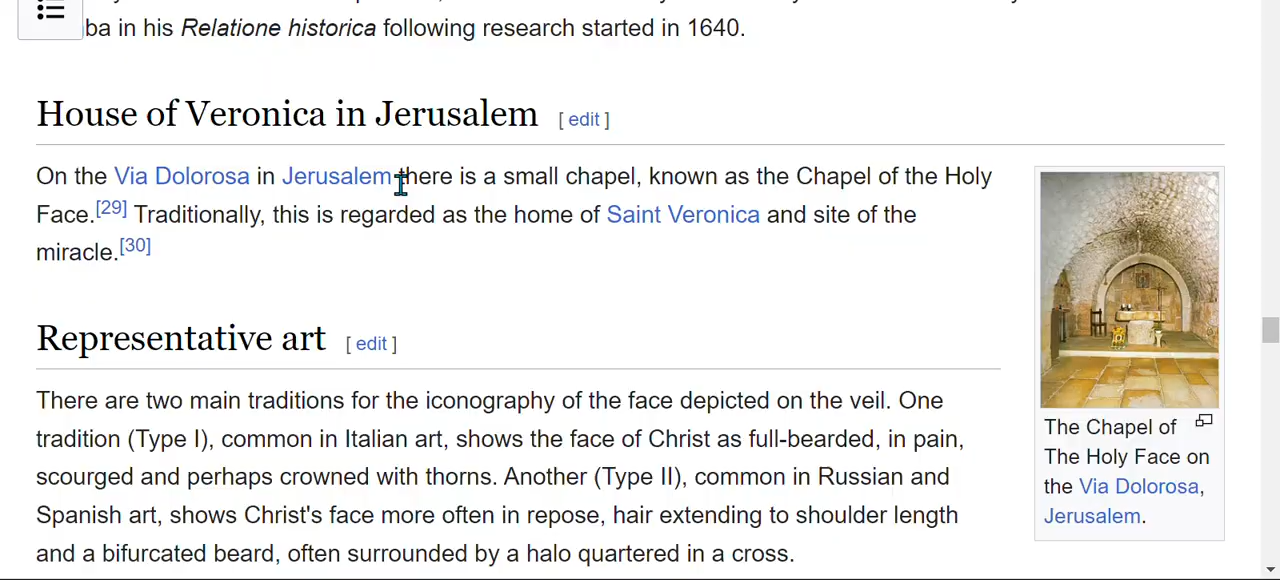 ba in his Relatione historica following research started in 1640.
House of Veronica in Jerusalem [ edit ]
On the Via Dolorosa in Jerusalem there is a small chapel, known as the Chapel of the Holy
Face.[29] Traditionally, this is regarded as the home of Saint Veronica and site of the
miracle.[30]
The Chapel of
The Holy Face on
the Via Dolorosa,
Jerusalem.
Representative art [ edit ]
There are two main traditions for the iconography of the face depicted on the veil. One
tradition (Type I), common in Italian art, shows the face of Christ as full-bearded, in pain,
scourged and perhaps crowned with thorns. Another (Type II), common in Russian and
Spanish art, shows Christ's face more often in repose, hair extending to shoulder length
and a bifurcated beard, often surrounded by a halo quartered in a cross.